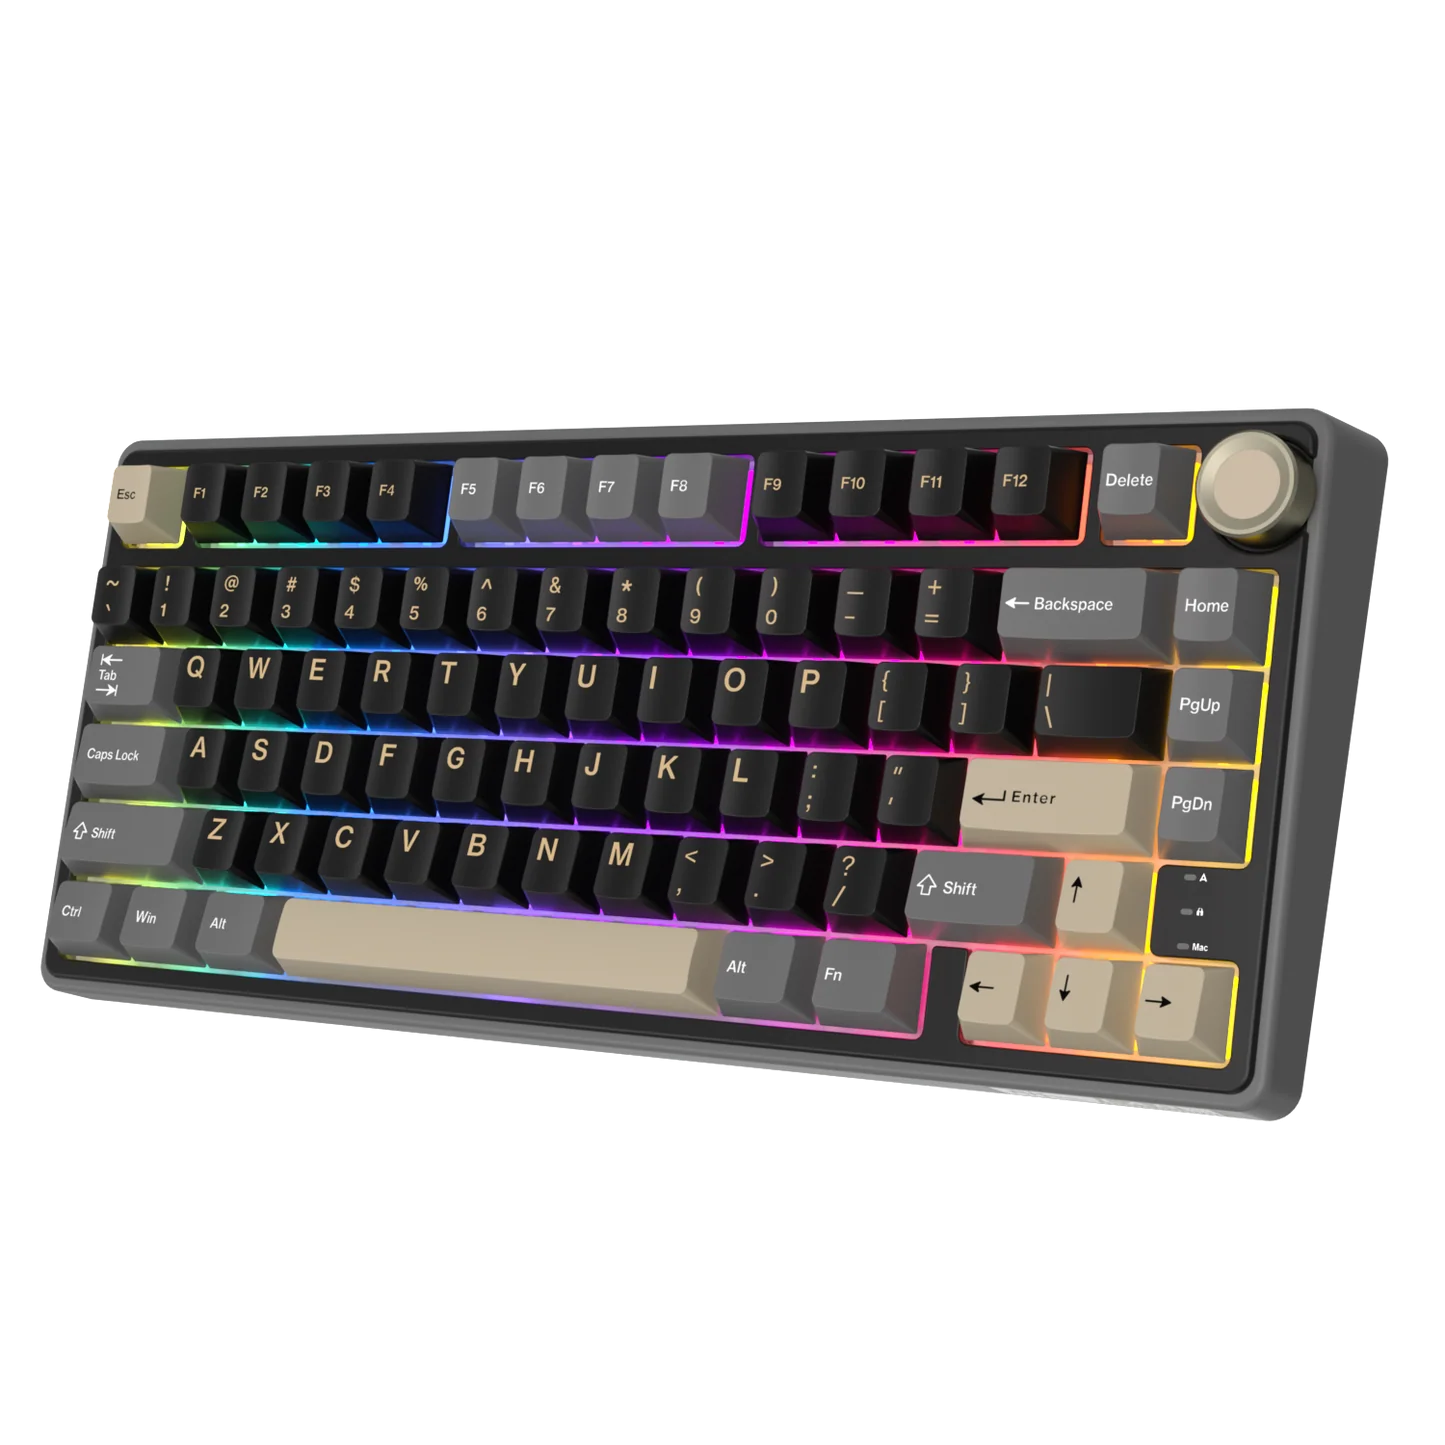 Esc F1 F2 F3 F4 F5 F6 F7 F8 F9 F10 F11 F12 Delete
~ ! @ # $ % ^ & * ( ) — +
` 1 2 3 4 5 6 7 8 9 0 - = ← Backspace Home
Tab Q W E R T Y U I O P { } | PgUp
[ ] \
Caps Lock A S D F G H J K L : " Enter PgDn
; '
Shift Z X C V B N M < > ? Shift ↑ A
, . /
Mac
Ctrl Win Alt Alt Fn ← ↓ →